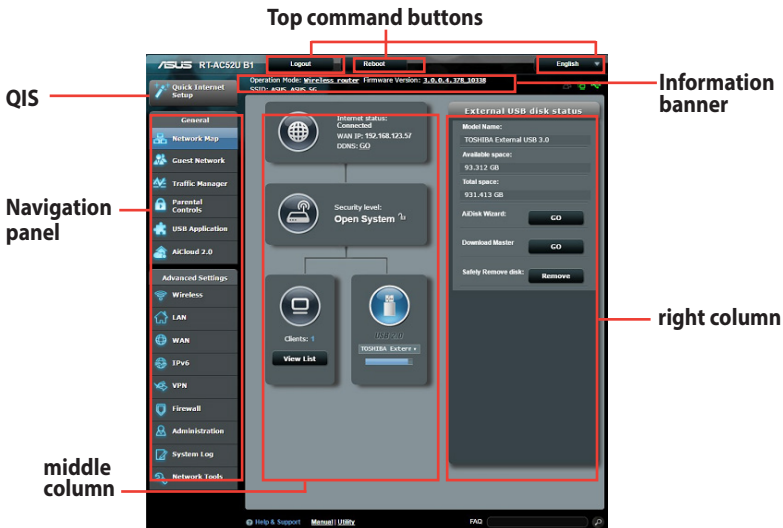 Top command buttons
ASUS RT-AC52U B1 Logout Reboot English
Operation Mode: Wireless router Firmware Version: 3.0.0.4.378_10338
SSID: ASUS ASUS_5G
Information banner
QIS
Quick Internet Setup
General
Network Map
Guest Network
Traffic Manager
Parental Controls
USB Application
AiCloud 2.0
Navigation panel
Advanced Settings
Wireless
LAN
WAN
IPv6
VPN
Firewall
Administration
System Log
Network Tools
Internet status:
Connected
WAN IP: 192.168.123.57
DDNS: GO
Security level:
Open System
Clients: 1
View List
USB 2.0
TOSHIBA Extern
middle column
External USB disk status
Model Name:
TOSHIBA External USB 3.0
Available space:
93.312 GB
Total space:
931.413 GB
AiDisk Wizard: GO
Download Master GO
Safely Remove disk: Remove
right column
Help & Support Manual | Utility FAQ